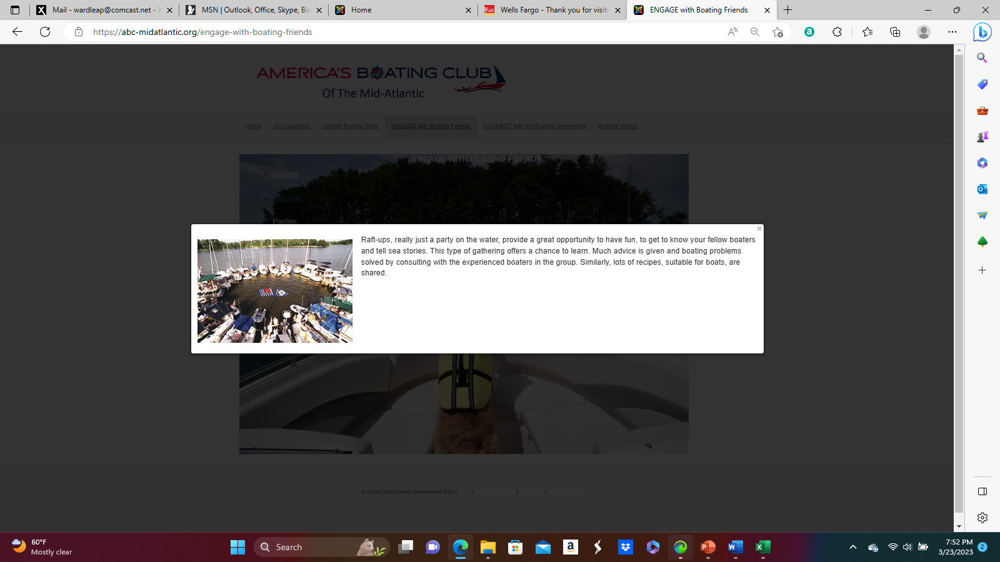 Mail - wardleap@comcast.net -
MSN | Outlook, Office, Skype, Bin
Home
Wells Fargo - Thank you for visiti
ENGAGE with Boating Friends
https://abc-midatlantic.org/engage-with-boating-friends
AMERICA'S BOATING CLUB
Of The Mid-Atlantic
Home
Our Locations
LEARN Boating Skills
ENGAGE with Boating Friends
CONNECT with the Boating Community
Boating Videos
ENGAGE WITH BOATING FRIENDS
Cruises
Raft-ups
Parties
Raft-ups, really just a party on the water, provide a great opportunity to have fun, to get to know your fellow boaters
and tell sea stories. This type of gathering offers a chance to learn. Much advice is given and boating problems
solved by consulting with the experienced boaters in the group. Similarly, lots of recipes, suitable for boats, are
shared.
© United States Power Squadrons® 2023 | | | |
60°F
Mostly clear
Search
7:52 PM
3/23/2023
2